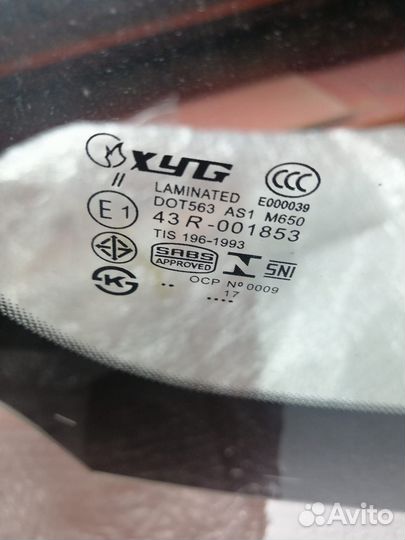 XYG
CCC
LAMINATED
E000039
DOT563 AS1 M650
E1
43R-001853
TIS 196-1993
SABS
APPROVED
SNI
OCP Nº 0009
17
Avito